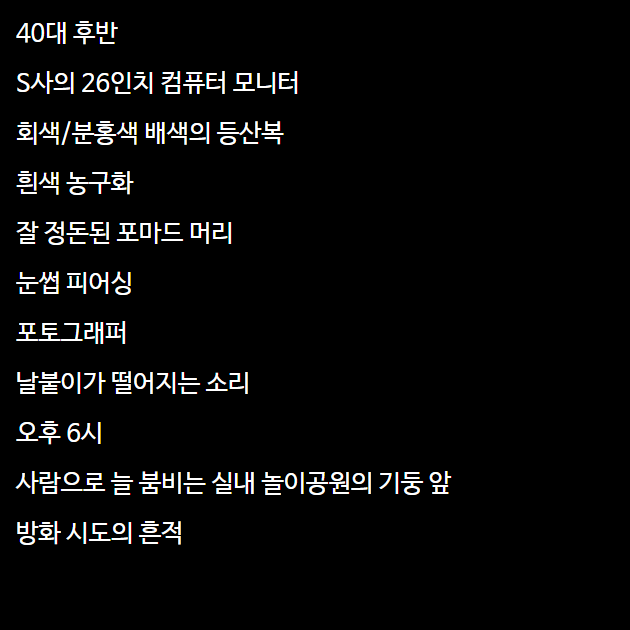 40대 후반
S사의 26인치 컴퓨터 모니터
회색/분홍색 배색의 등산복
흰색 농구화
잘 정돈된 포마드 머리
눈썹 피어싱
포토그래퍼
날붙이가 떨어지는 소리
오후 6시
사람으로 늘 붐비는 실내 놀이공원의 기둥 앞
방화 시도의 흔적